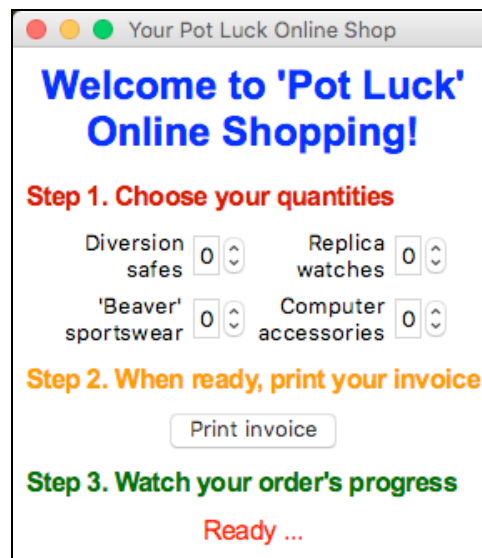 Your Pot Luck Online Shop
Welcome to 'Pot Luck'
Online Shopping!
Step 1. Choose your quantities
Diversion safes 0 Replica watches 0
'Beaver' sportswear 0 Computer accessories 0
Step 2. When ready, print your invoice
Print invoice
Step 3. Watch your order's progress
Ready ...